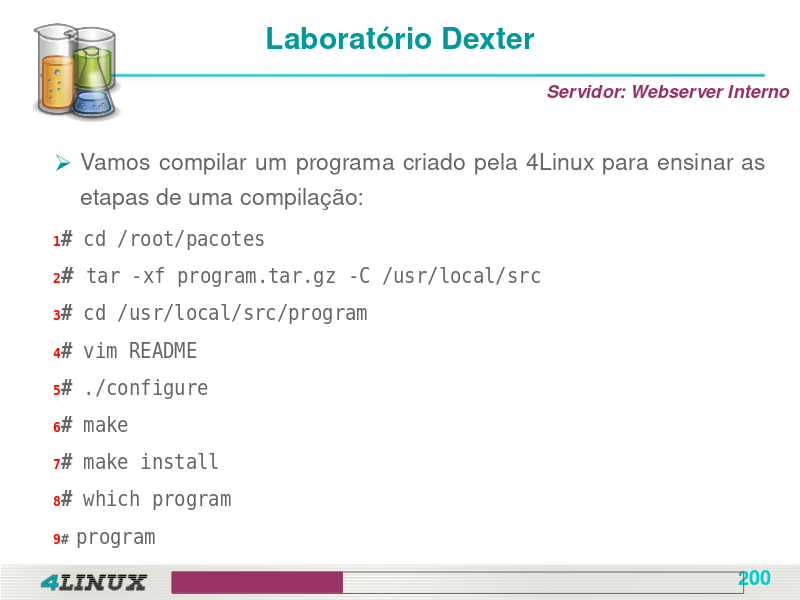 Laboratório Dexter
Servidor: Webserver Interno
➢ Vamos compilar um programa criado pela 4Linux para ensinar as
etapas de uma compilação:
1# cd /root/pacotes
2# tar -xf program.tar.gz -C /usr/local/src
3# cd /usr/local/src/program
4# vim README
5# ./configure
6# make
7# make install
8# which program
9# program
4LINUX
200